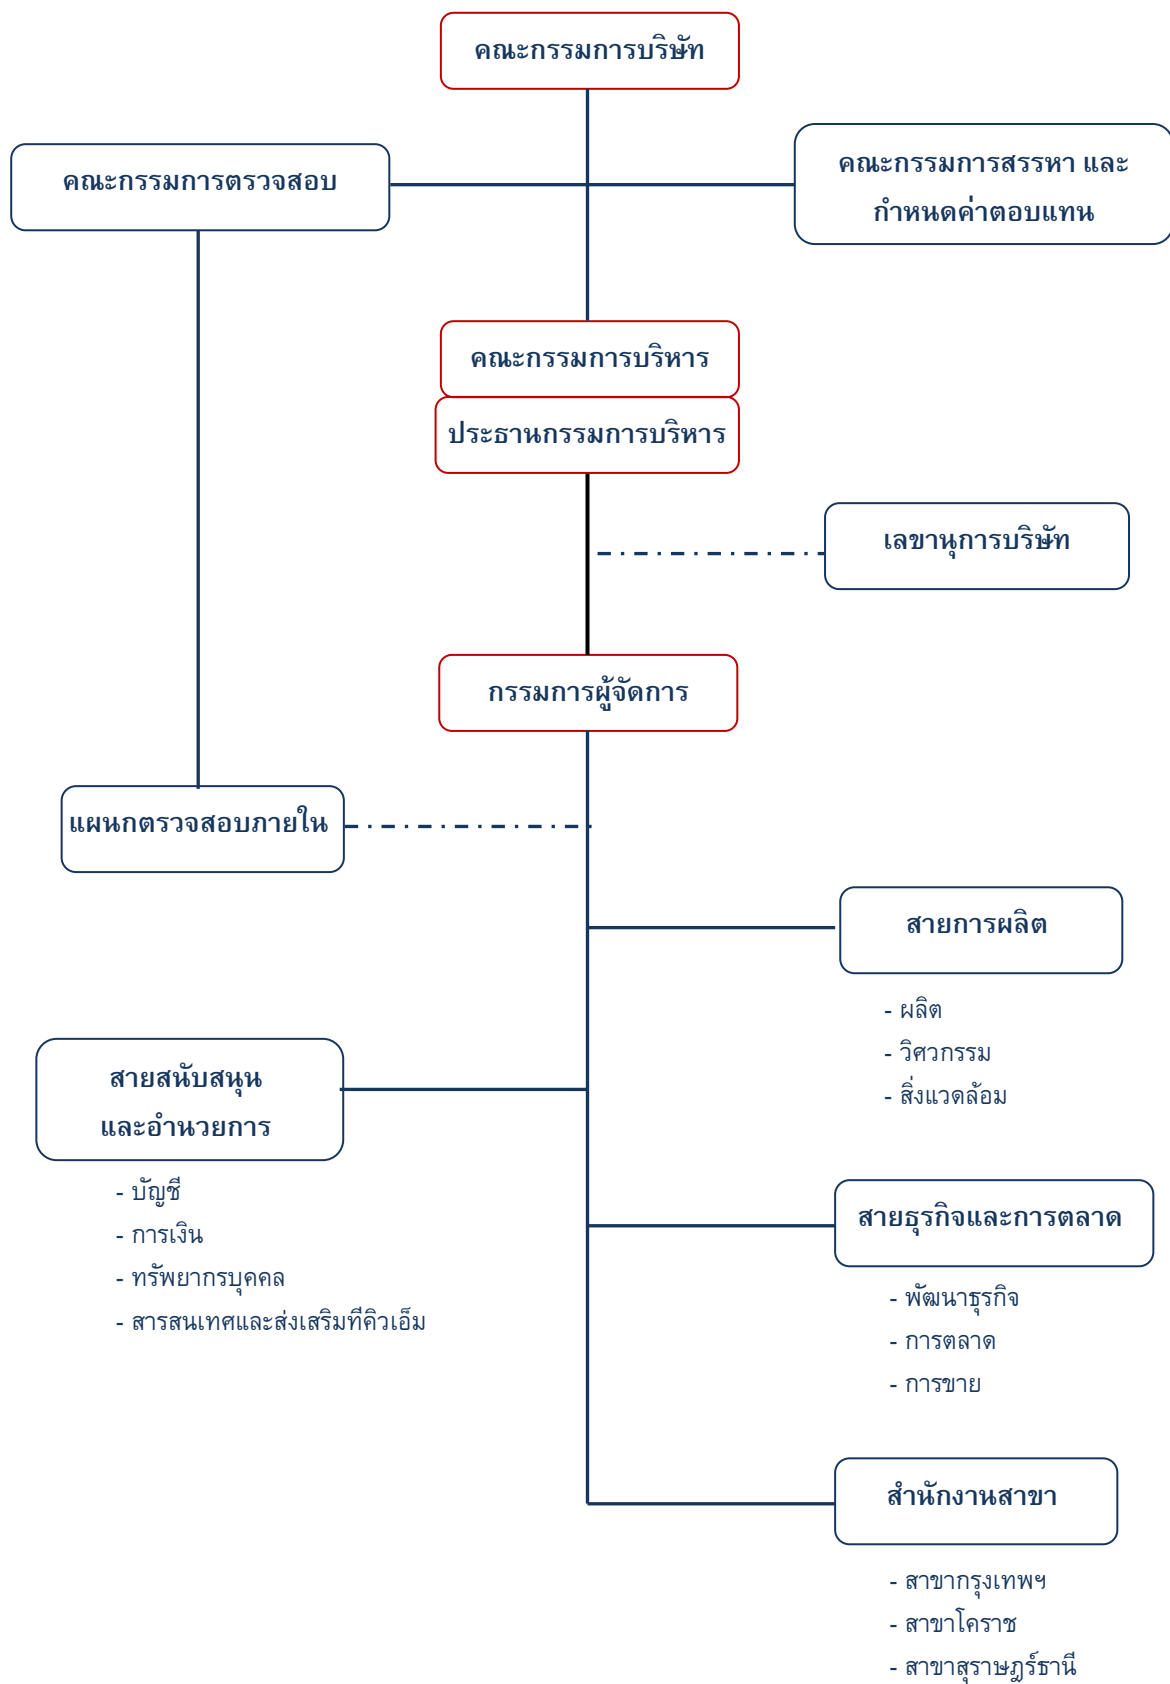 คณะกรรมการบริษัท
คณะกรรมการตรวจสอบ
คณะกรรมการสรรหา และ
กำหนดค่าตอบแทน
คณะกรรมการบริหาร
ประธานกรรมการบริหาร
เลขานุการบริษัท
กรรมการผู้จัดการ
แผนกตรวจสอบภายใน
สายการผลิต
- ผลิต
- วิศวกรรม
- สิ่งแวดล้อม
สายสนับสนุน
และอำนวยการ
- บัญชี
- การเงิน
- ทรัพยากรบุคคล
- สารสนเทศและส่งเสริมทีคิวเอ็ม
สายธุรกิจและการตลาด
- พัฒนาธุรกิจ
- การตลาด
- การขาย
สำนักงานสาขา
- สาขากรุงเทพฯ
- สาขาโคราช
- สาขาสุราษฎร์ธานี